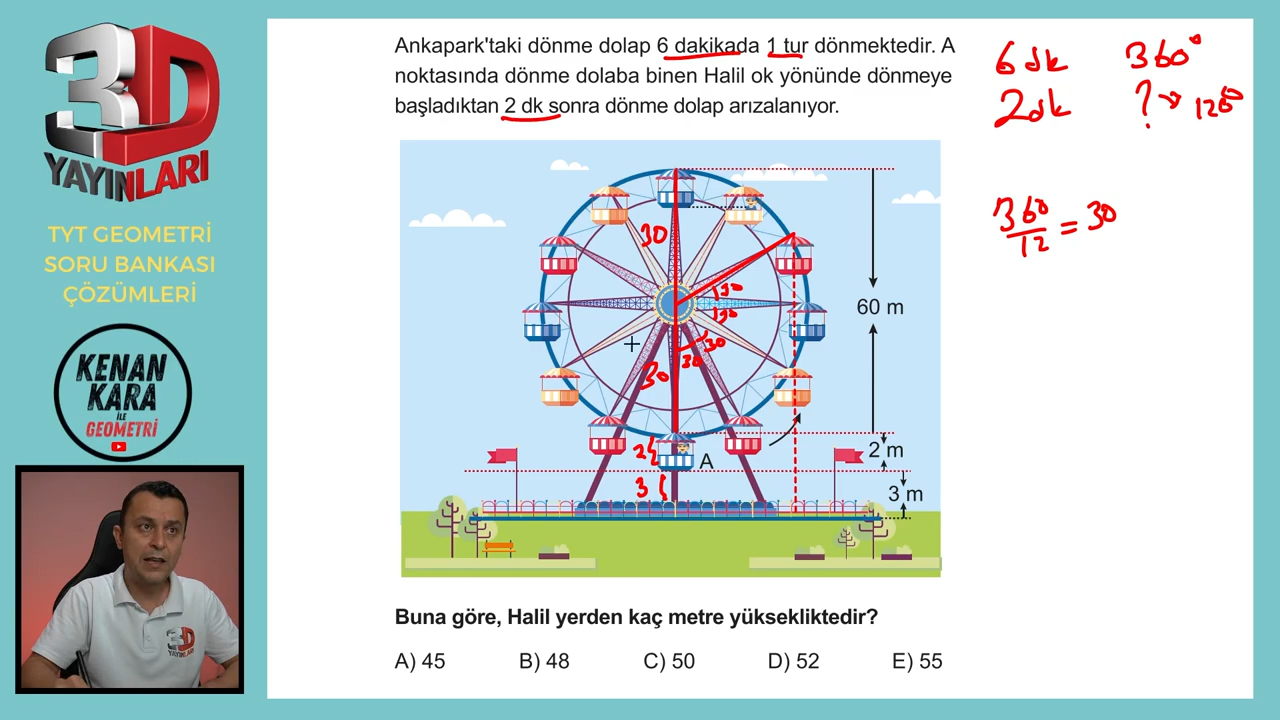 3D
YAYINLARI
TYT GEOMETRİ
SORU BANKASI
ÇÖZÜMLERİ
KENAN
KARA
İLE
GEOMETRİ
3D
YAYINLARI
Ankapark'taki dönme dolap 6 dakikada 1 tur dönmektedir. A
noktasında dönme dolaba binen Halil ok yönünde dönmeye
başladıktan 2 dk sonra dönme dolap arızalanıyor.
6 dk 360°
2 dk ? → 120°
360/12 = 30
30
30
30
30
30
30
60 m
2
2 m
A
3
3 m
Buna göre, Halil yerden kaç metre yüksekliktedir?
A) 45 B) 48 C) 50 D) 52 E) 55